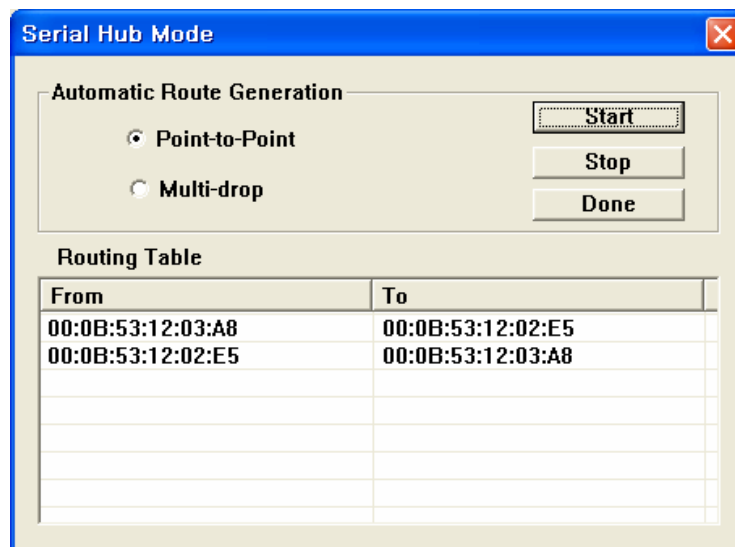 Serial Hub Mode
Automatic Route Generation
Point-to-Point
Multi-drop
Start
Stop
Done
Routing Table
From To
00:0B:53:12:03:A8 00:0B:53:12:02:E5
00:0B:53:12:02:E5 00:0B:53:12:03:A8